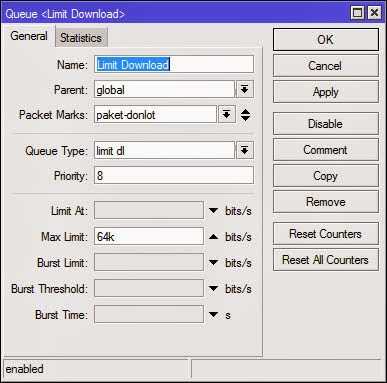 Queue <Limit Download>
General Statistics
Name: Limit Download
Parent: global
Packet Marks: paket-donlot
Queue Type: limit dl
Priority: 8
Limit At: bits/s
Max Limit: 64k bits/s
Burst Limit: bits/s
Burst Threshold: bits/s
Burst Time: s
OK
Cancel
Apply
Disable
Comment
Copy
Remove
Reset Counters
Reset All Counters
enabled